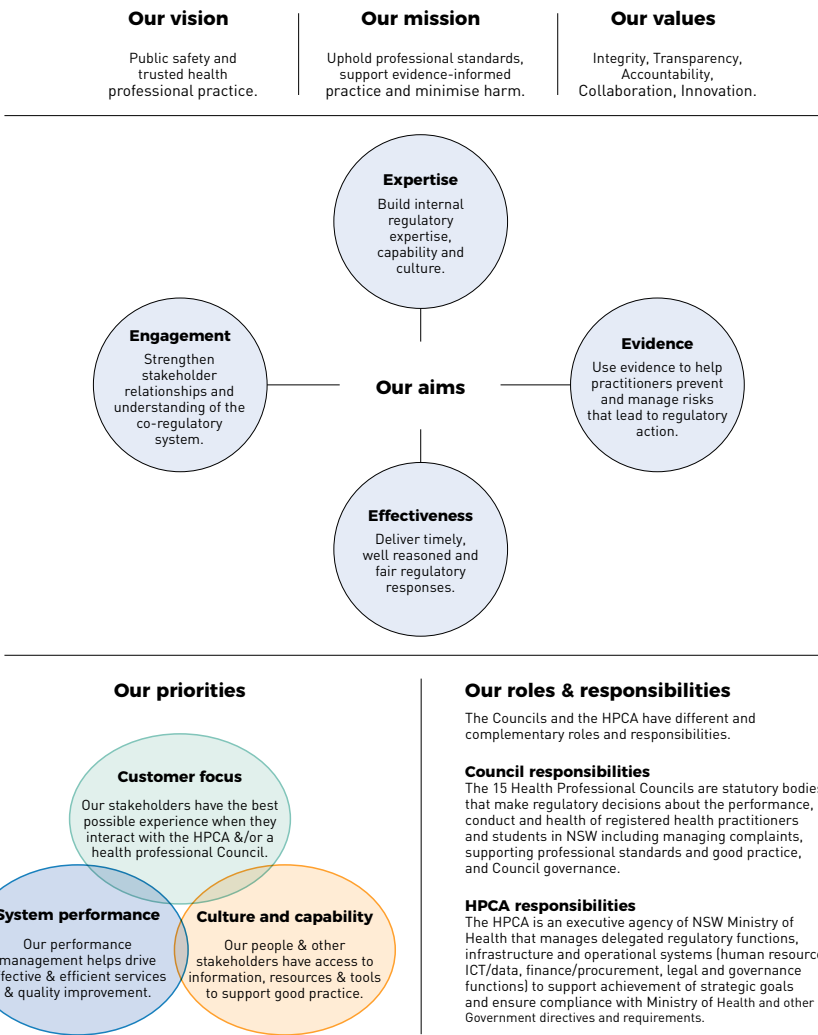 Our vision
Public safety and
trusted health
professional practice.
Our mission
Uphold professional standards,
support evidence-informed
practice and minimise harm.
Our values
Integrity, Transparency,
Accountability,
Collaboration, Innovation.
Expertise
Build internal
regulatory
expertise,
capability and
culture.
Engagement
Strengthen
stakeholder
relationships and
understanding of the
co-regulatory
system.
Our aims
Evidence
Use evidence to help
practitioners prevent
and manage risks
that lead to regulatory
action.
Effectiveness
Deliver timely,
well reasoned and
fair regulatory
responses.
Our priorities
Customer focus
Our stakeholders have the best
possible experience when they
interact with the HPCA &/or a
health professional Council.
System performance
Our performance
management helps drive
effective & efficient services
& quality improvement.
Culture and capability
Our people & other
stakeholders have access to
information, resources & tools
to support good practice.
Our roles & responsibilities
The Councils and the HPCA have different and
complementary roles and responsibilities.
Council responsibilities
The 15 Health Professional Councils are statutory bodies
that make regulatory decisions about the performance,
conduct and health of registered health practitioners
and students in NSW including managing complaints,
supporting professional standards and good practice,
and Council governance.
HPCA responsibilities
The HPCA is an executive agency of NSW Ministry of
Health that manages delegated regulatory functions,
infrastructure and operational systems (human resource
ICT/data, finance/procurement, legal and governance
functions) to support achievement of strategic goals
and ensure compliance with Ministry of Health and other
Government directives and requirements.